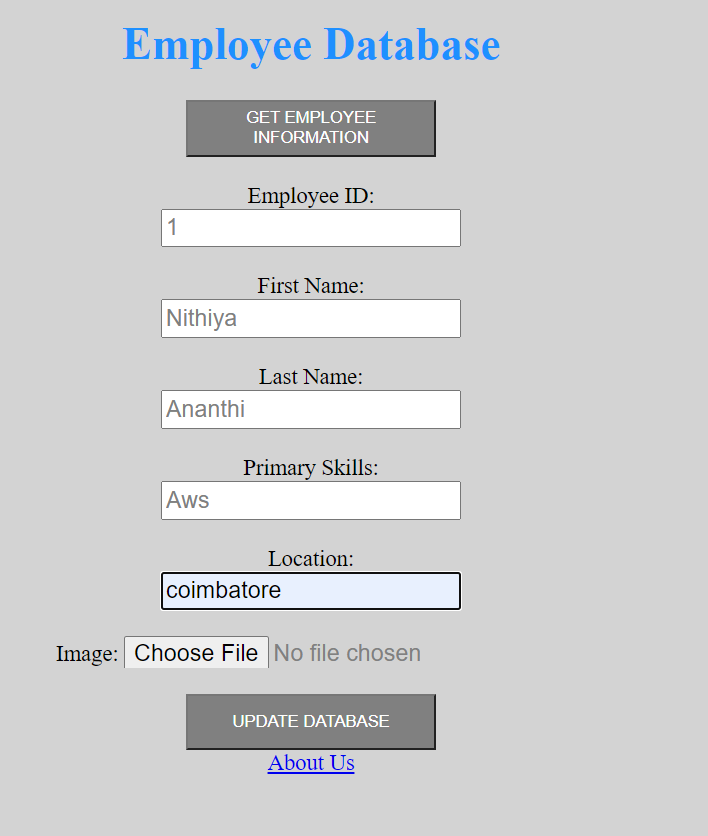 Employee Database
GET EMPLOYEE
INFORMATION
Employee ID:
1
First Name:
Nithiya
Last Name:
Ananthi
Primary Skills:
Aws
Location:
coimbatore
Image: Choose File No file chosen
UPDATE DATABASE
About Us